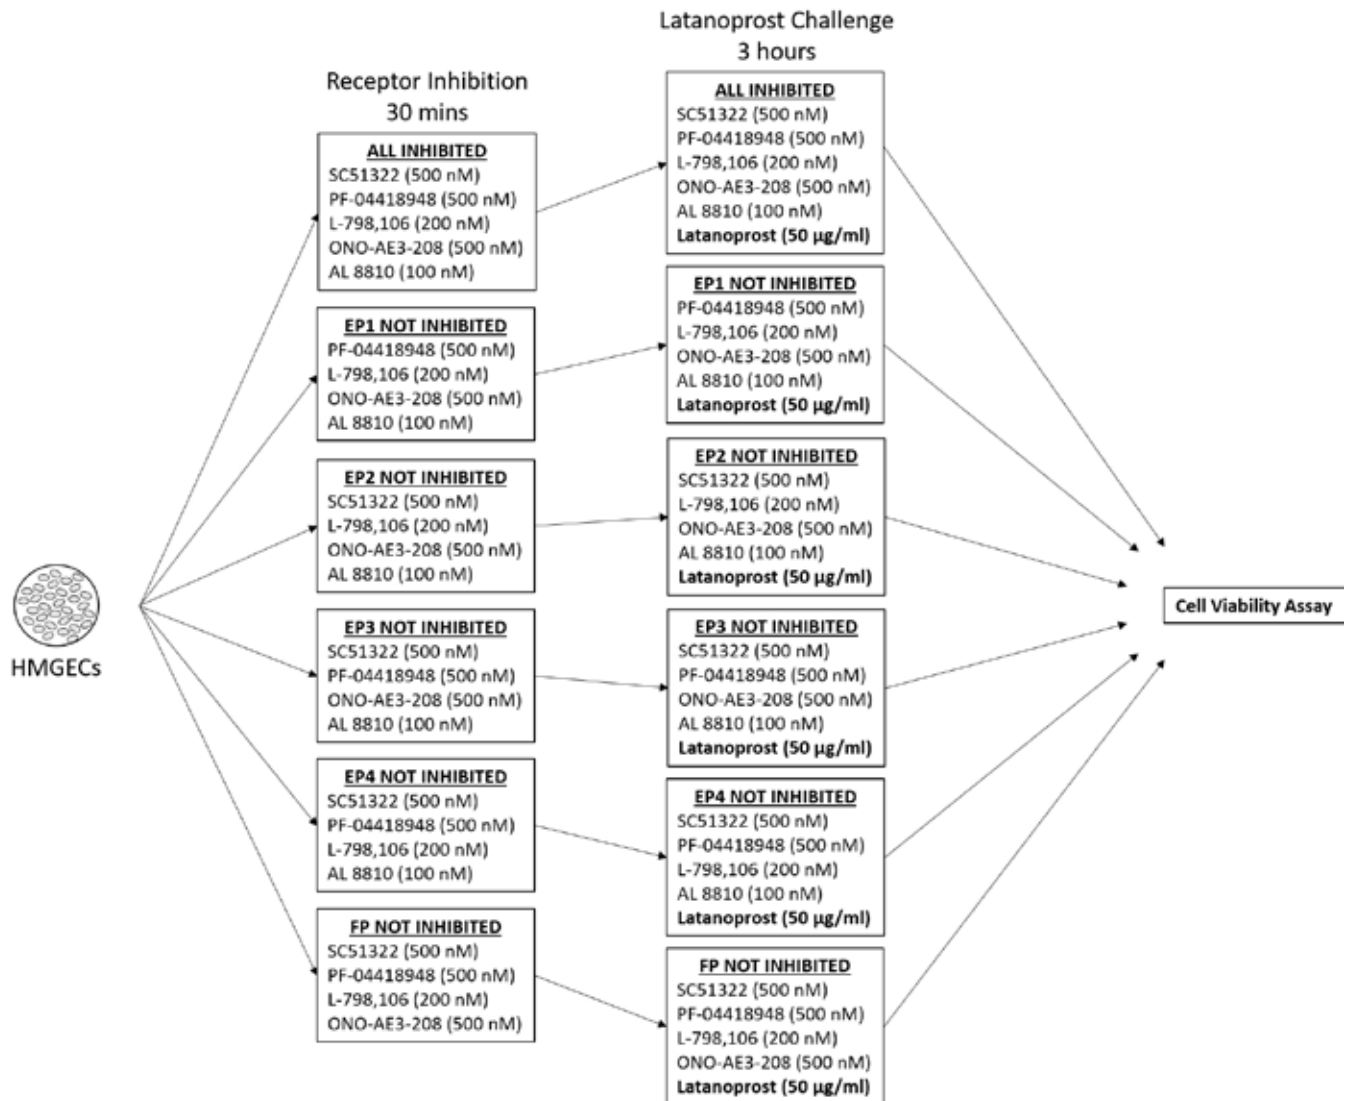 Latanoprost Challenge
3 hours
Receptor Inhibition
30 mins
HMGECs
ALL INHIBITED
SC51322 (500 nM)
PF-04418948 (500 nM)
L-798,106 (200 nM)
ONO-AE3-208 (500 nM)
AL 8810 (100 nM)
EP1 NOT INHIBITED
PF-04418948 (500 nM)
L-798,106 (200 nM)
ONO-AE3-208 (500 nM)
AL 8810 (100 nM)
EP2 NOT INHIBITED
SC51322 (500 nM)
L-798,106 (200 nM)
ONO-AE3-208 (500 nM)
AL 8810 (100 nM)
EP3 NOT INHIBITED
SC51322 (500 nM)
PF-04418948 (500 nM)
ONO-AE3-208 (500 nM)
AL 8810 (100 nM)
EP4 NOT INHIBITED
SC51322 (500 nM)
PF-04418948 (500 nM)
L-798,106 (200 nM)
AL 8810 (100 nM)
FP NOT INHIBITED
SC51322 (500 nM)
PF-04418948 (500 nM)
L-798,106 (200 nM)
ONO-AE3-208 (500 nM)
ALL INHIBITED
SC51322 (500 nM)
PF-04418948 (500 nM)
L-798,106 (200 nM)
ONO-AE3-208 (500 nM)
AL 8810 (100 nM)
Latanoprost (50 µg/ml)
EP1 NOT INHIBITED
PF-04418948 (500 nM)
L-798,106 (200 nM)
ONO-AE3-208 (500 nM)
AL 8810 (100 nM)
Latanoprost (50 µg/ml)
EP2 NOT INHIBITED
SC51322 (500 nM)
L-798,106 (200 nM)
ONO-AE3-208 (500 nM)
AL 8810 (100 nM)
Latanoprost (50 µg/ml)
EP3 NOT INHIBITED
SC51322 (500 nM)
PF-04418948 (500 nM)
ONO-AE3-208 (500 nM)
AL 8810 (100 nM)
Latanoprost (50 µg/ml)
EP4 NOT INHIBITED
SC51322 (500 nM)
PF-04418948 (500 nM)
L-798,106 (200 nM)
AL 8810 (100 nM)
Latanoprost (50 µg/ml)
FP NOT INHIBITED
SC51322 (500 nM)
PF-04418948 (500 nM)
L-798,106 (200 nM)
ONO-AE3-208 (500 nM)
Latanoprost (50 µg/ml)
Cell Viability Assay